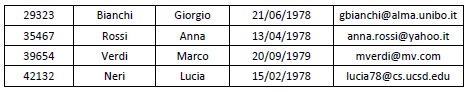 29323 Bianchi Giorgio 21/06/1978 gbianchi@alma.unibo.it
35467 Rossi Anna 13/04/1978 anna.rossi@yahoo.it
39654 Verdi Marco 20/09/1979 mverdi@mv.com
42132 Neri Lucia 15/02/1978 lucia78@cs.ucsd.edu